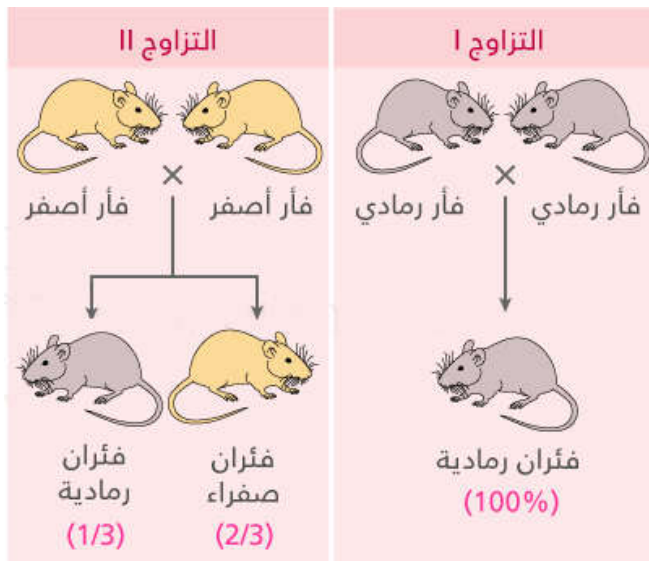 التزاوج I
فأر رمادي × فأر رمادي
فئران رمادية
(100%)
التزاوج II
فأر أصفر × فأر أصفر
فئران
صفراء
(2/3)
فئران
رمادية
(1/3)